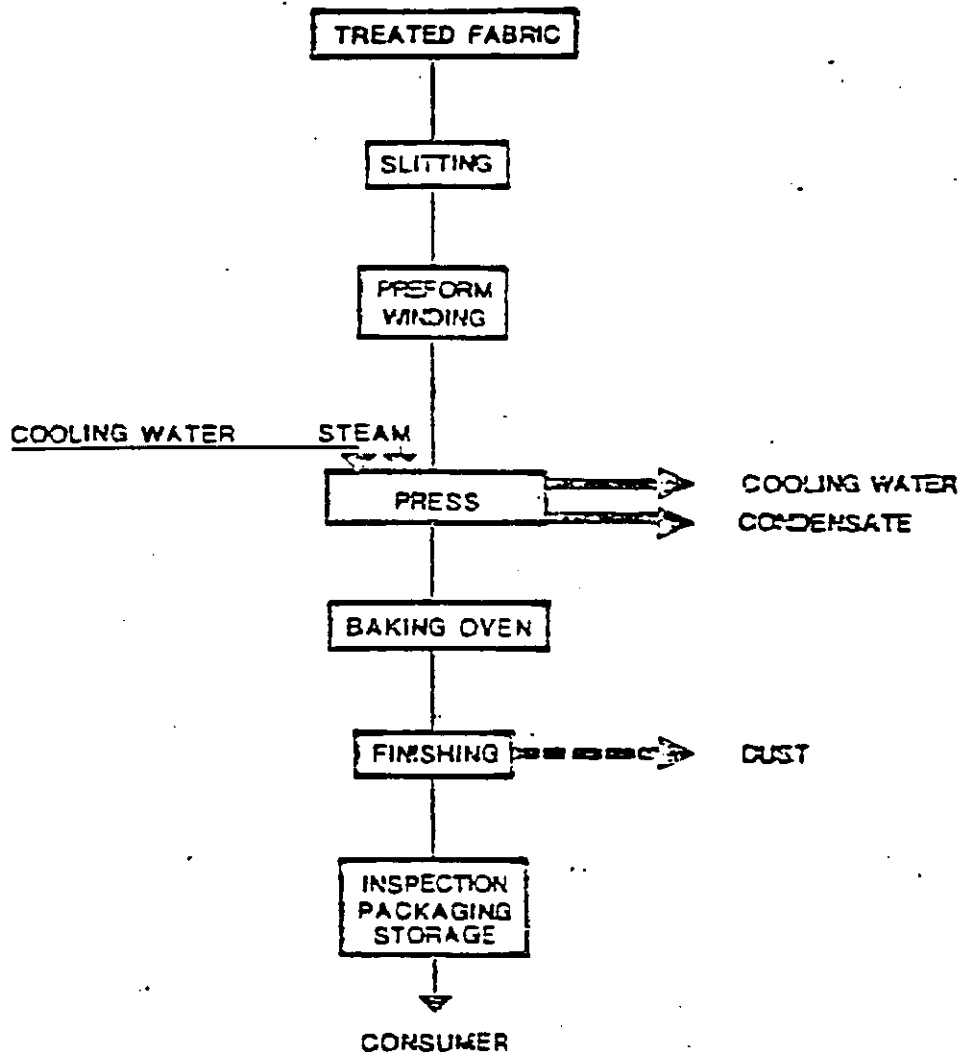 TREATED FABRIC
SLITTING
PREFORM
WINDING
COOLING WATER STEAM
PRESS
COOLING WATER
CONDENSATE
BAKING OVEN
FINISHING
DUST
INSPECTION
PACKAGING
STORAGE
CONSUMER